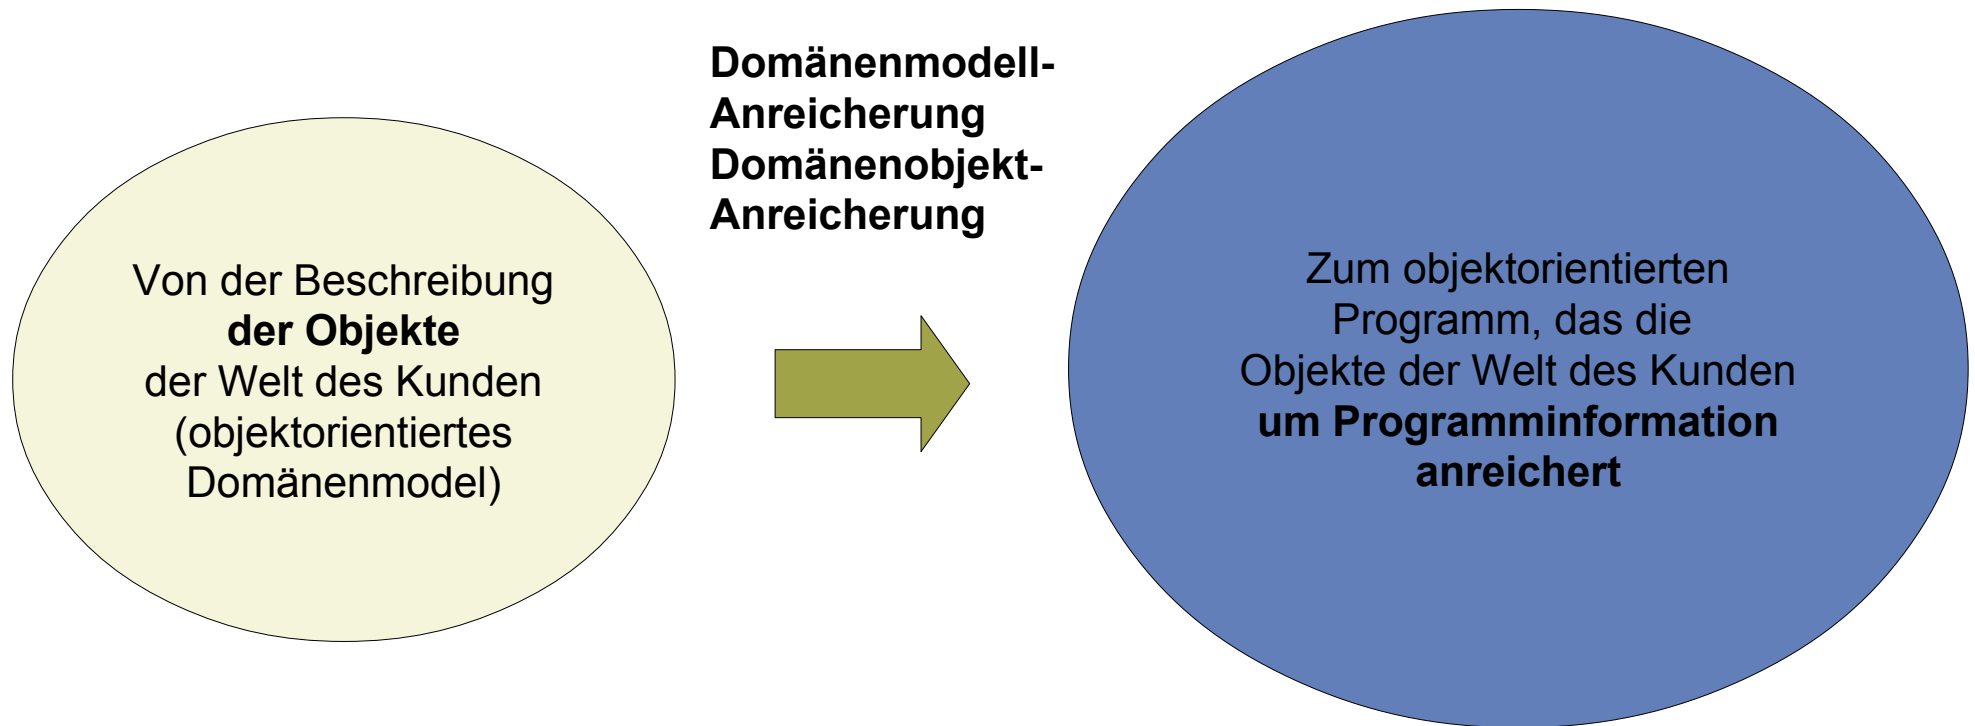 Domänenmodell-
Anreicherung
Domänenobjekt-
Anreicherung
Von der Beschreibung
der Objekte
der Welt des Kunden
(objektorientiertes
Domänenmodel)
Zum objektorientierten
Programm, das die
Objekte der Welt des Kunden
um Programminformation
anreichert